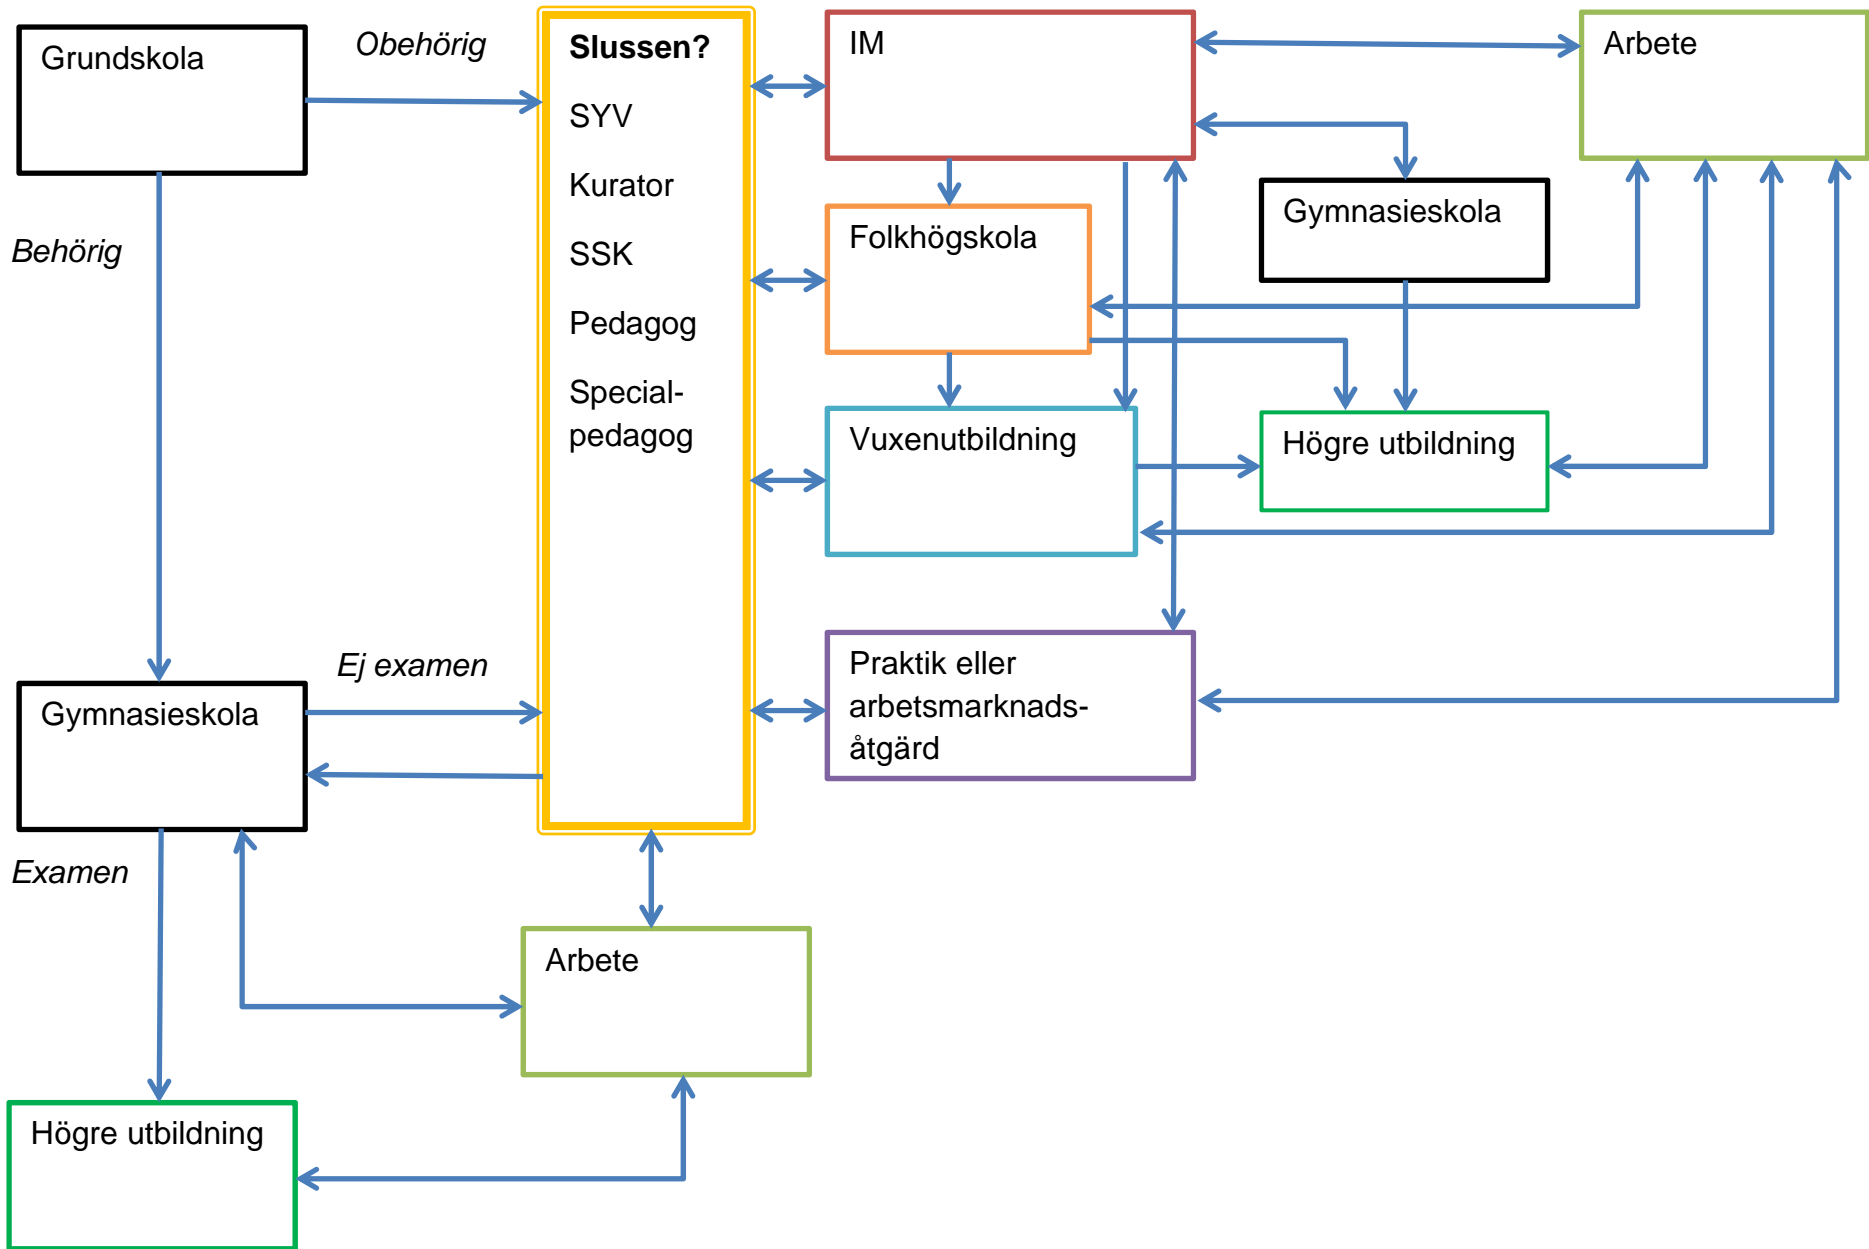 Grundskola
Obehörig
Behörig
Gymnasieskola
Ej examen
Examen
Högre utbildning
Slussen?
SYV
Kurator
SSK
Pedagog
Special-
pedagog
Arbete
IM
Folkhögskola
Vuxenutbildning
Praktik eller
arbetsmarknads-
åtgärd
Gymnasieskola
Högre utbildning
Arbete